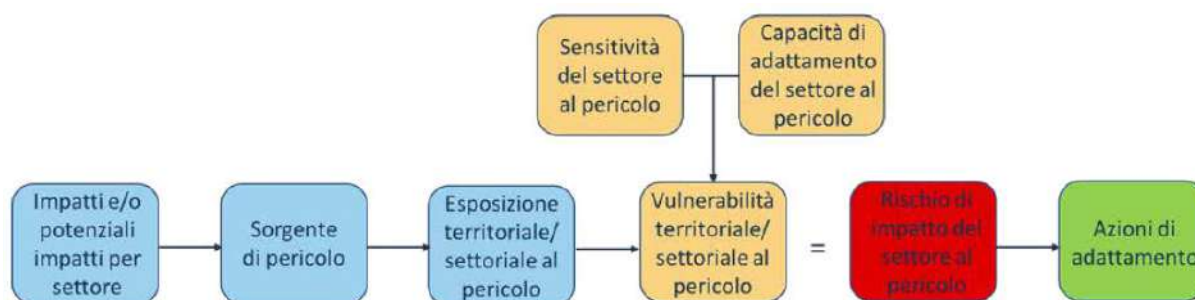 Sensitività
del settore
al pericolo
Capacità di
adattamento
del settore al
pericolo
Impatti e/o
potenziali
impatti per
settore
Sorgente
di pericolo
Esposizione
territoriale/
settoriale al
pericolo
Vulnerabilità
territoriale/
settoriale al
pericolo
=
Rischio di
impatto del
settore al
pericolo
Azioni di
adattamento